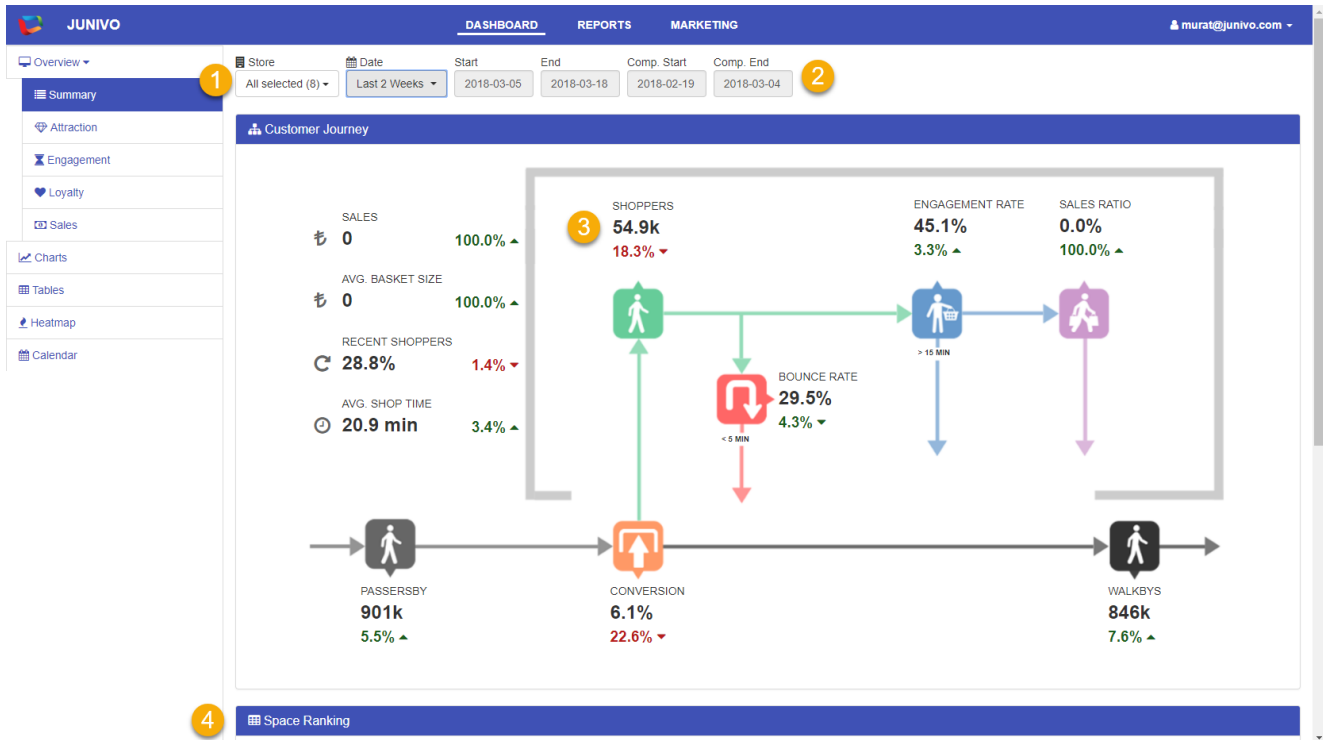 JUNIVO
DASHBOARD
REPORTS
MARKETING
murat@junivo.com
Overview
Summary
Attraction
Engagement
Loyalty
Sales
Charts
Tables
Heatmap
Calendar
1
Store
All selected (8)
Date
Last 2 Weeks
Start
2018-03-05
End
2018-03-18
Comp. Start
2018-02-19
Comp. End
2018-03-04
2
Customer Journey
SALES
₺ 0
100.0%
AVG. BASKET SIZE
₺ 0
100.0%
RECENT SHOPPERS
28.8%
1.4%
AVG. SHOP TIME
20.9 min
3.4%
3
SHOPPERS
54.9k
18.3%
ENGAGEMENT RATE
45.1%
3.3%
SALES RATIO
0.0%
100.0%
> 15 MIN
BOUNCE RATE
29.5%
4.3%
< 5 MIN
PASSERSBY
901k
5.5%
CONVERSION
6.1%
22.6%
WALKBYS
846k
7.6%
4
Space Ranking